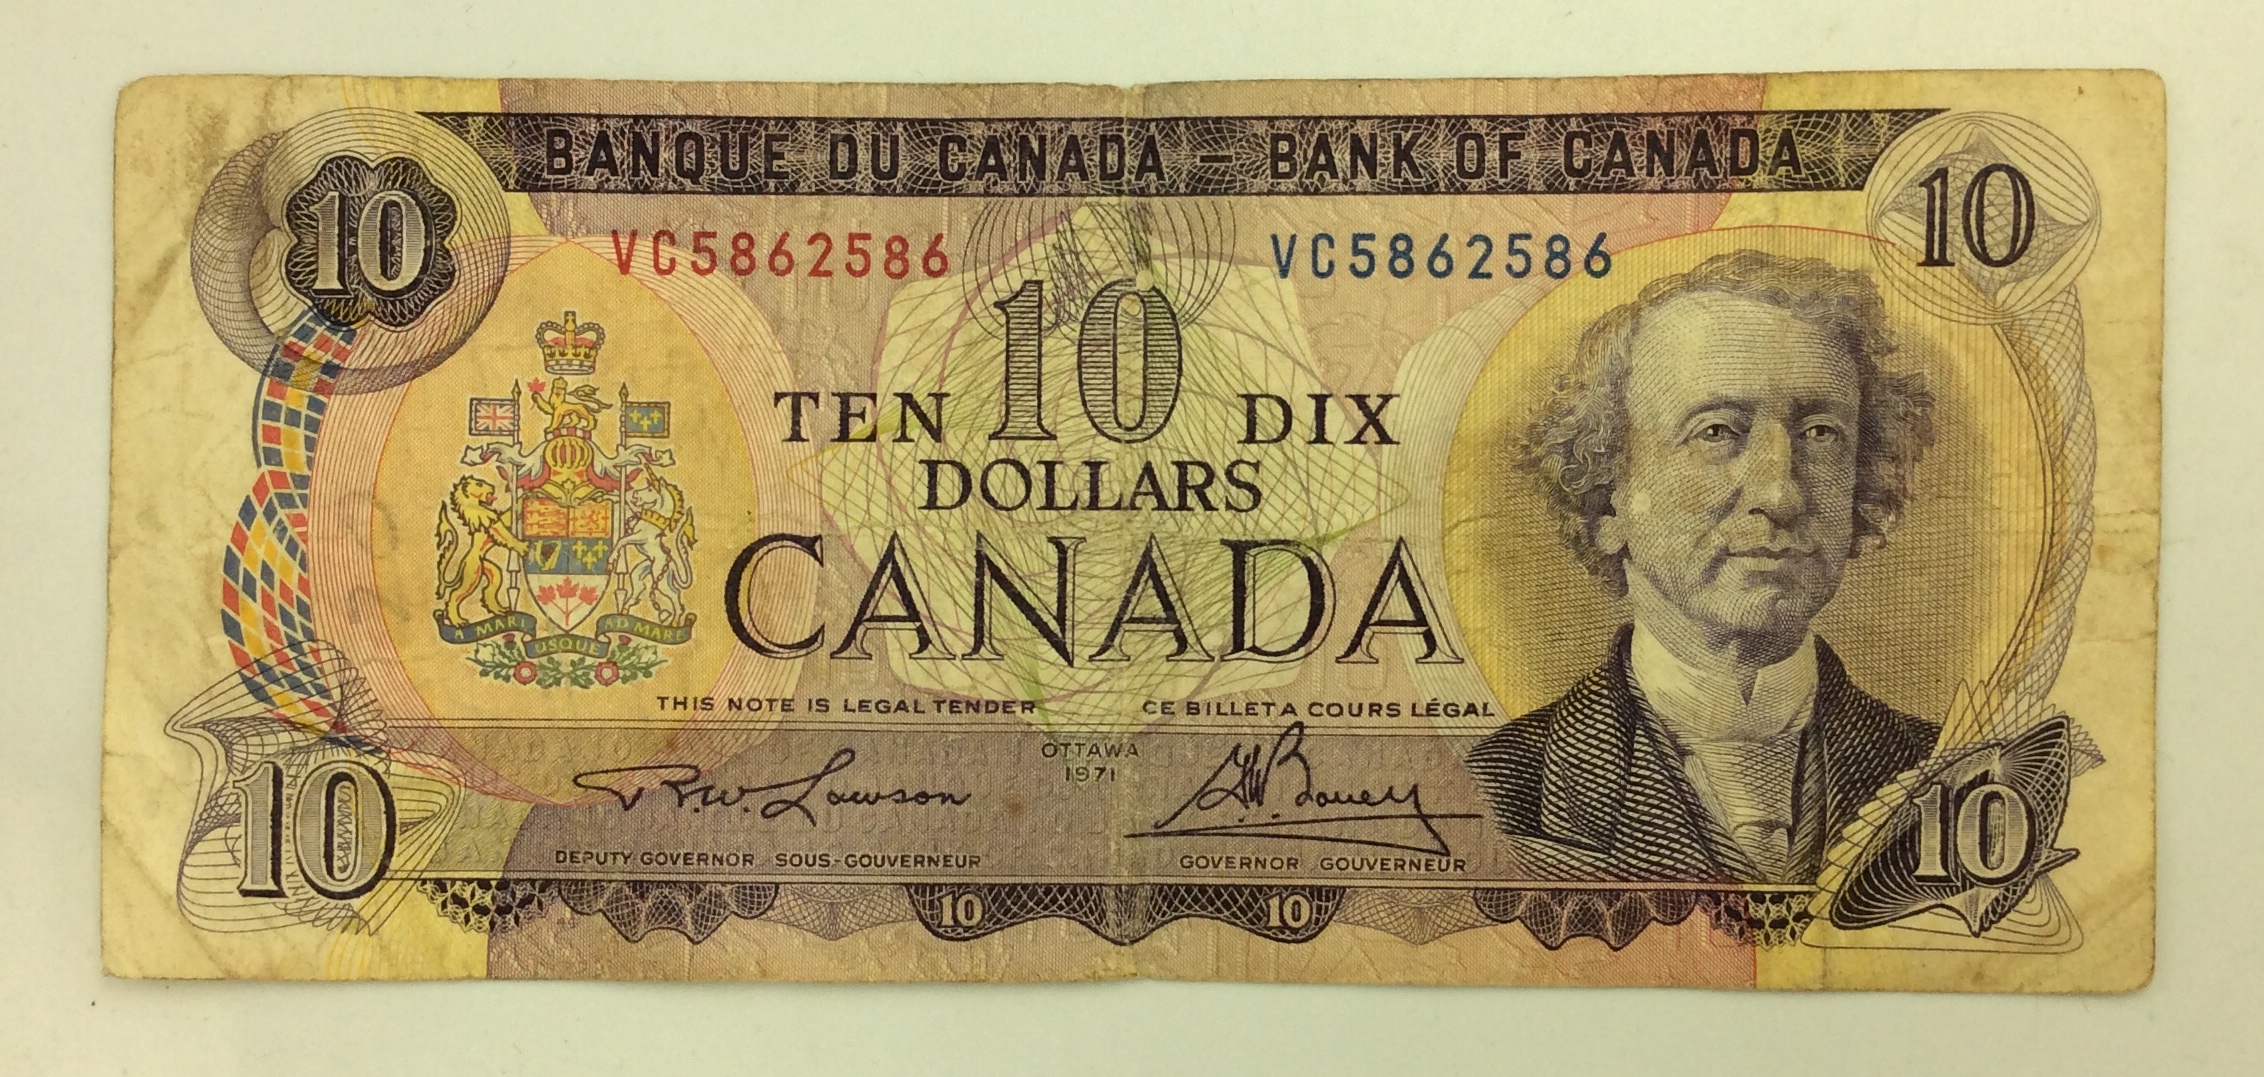 BANQUE DU CANADA – BANK OF CANADA
10
10
VC5862586
VC5862586
10
TEN DIX
DOLLARS
CANADA
A MARI USQUE AD MARE
THIS NOTE IS LEGAL TENDER
CE BILLET A COURS LÉGAL
OTTAWA
1971
R.W. Lawson
G.K. Bouey
DEPUTY GOVERNOR SOUS-GOUVERNEUR
GOVERNOR GOUVERNEUR
10
10
10
10